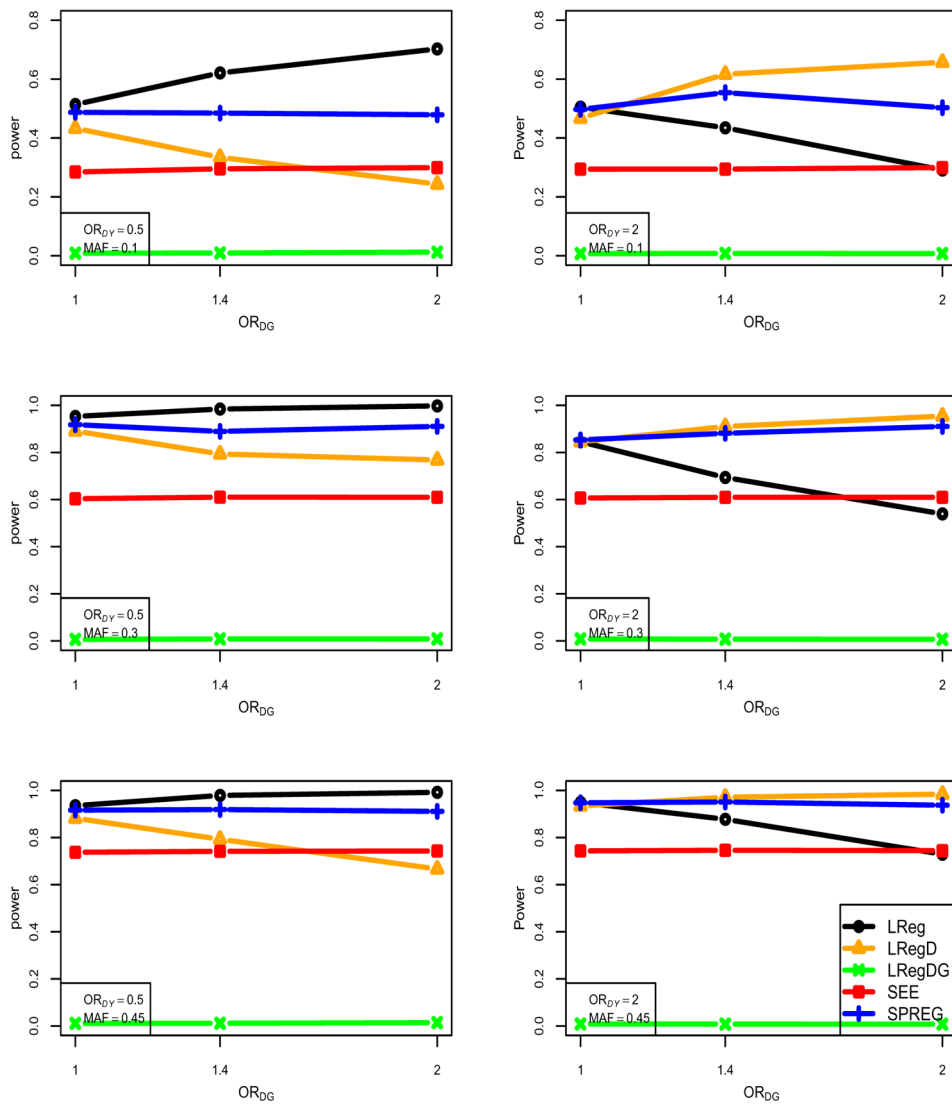 0.8
0.6
0.4
0.2
0.0
power
OR_DY = 0.5
MAF = 0.1
1
1.4
2
OR_DG
0.8
0.6
0.4
0.2
0.0
Power
OR_DY = 2
MAF = 0.1
1
1.4
2
OR_DG
1.0
0.8
0.6
0.4
0.2
0.0
power
OR_DY = 0.5
MAF = 0.3
1
1.4
2
OR_DG
1.0
0.8
0.6
0.4
0.2
0.0
Power
OR_DY = 2
MAF = 0.3
1
1.4
2
OR_DG
1.0
0.8
0.6
0.4
0.2
0.0
power
OR_DY = 0.5
MAF = 0.45
1
1.4
2
OR_DG
1.0
0.8
0.6
0.4
0.2
0.0
Power
OR_DY = 2
MAF = 0.45
LReg
LRegD
LRegDG
SEE
SPREG
1
1.4
2
OR_DG